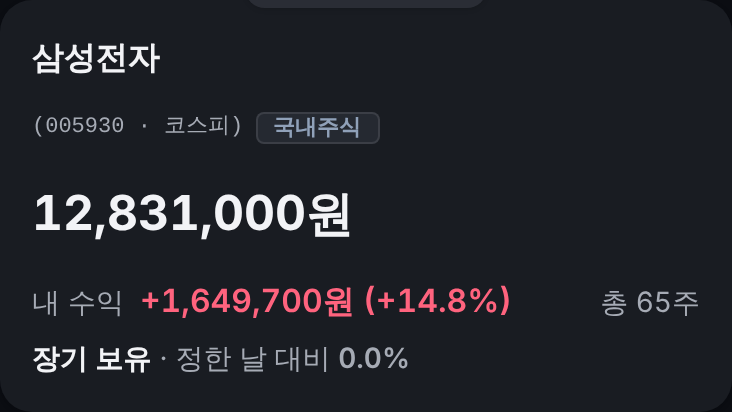 삼성전자
(005930 · 코스피) 국내주식
12,831,000원
내 수익 +1,649,700원 (+14.8%) 총 65주
장기 보유 · 정한 날 대비 0.0%